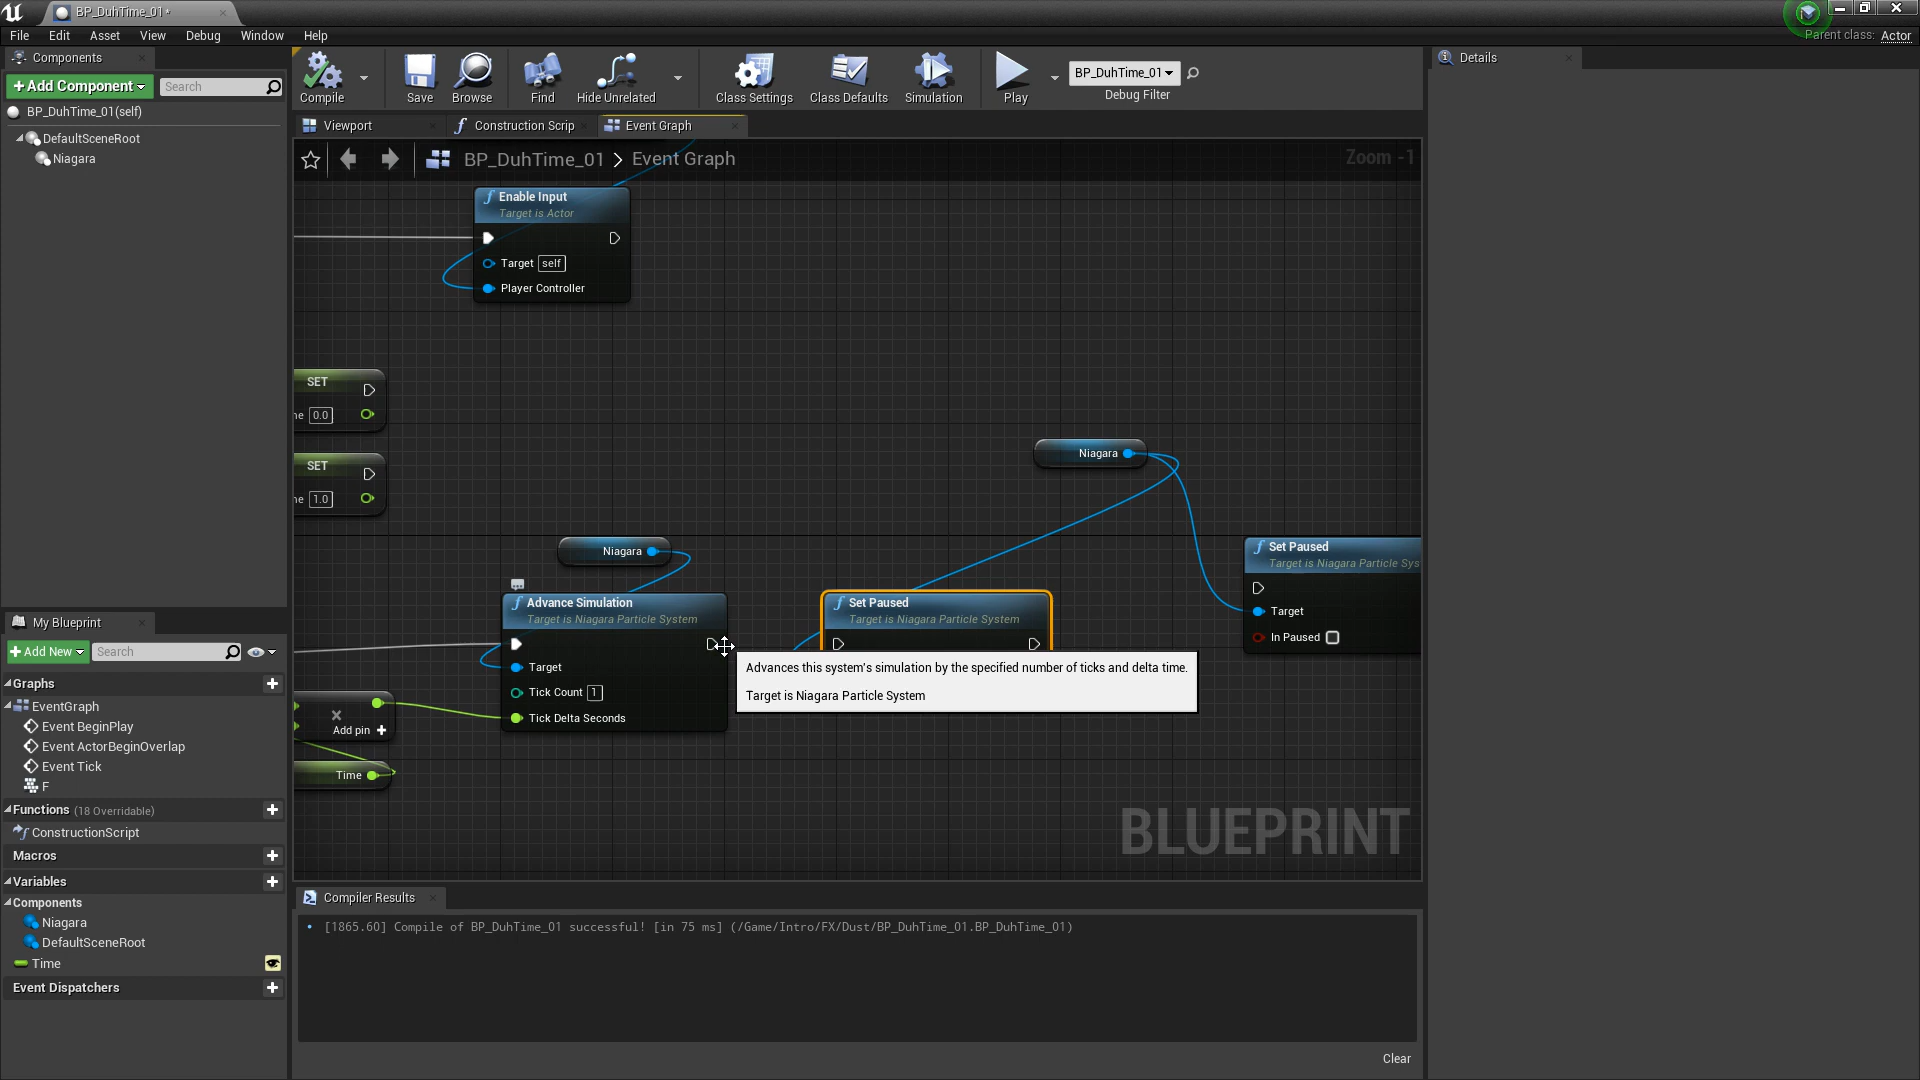 BP_DuhTime_01*
File Edit Asset View Debug Window Help
Parent class: Actor
Components
Details
Add Component
Search
Compile
Save
Browse
Find
Hide Unrelated
Class Settings
Class Defaults
Simulation
Play
BP_DuhTime_01
Debug Filter
BP_DuhTime_01(self)
DefaultSceneRoot
Niagara
Viewport
Construction Scrip
Event Graph
BP_DuhTime_01 > Event Graph
Zoom -1
Enable Input
Target is Actor
Target self
Player Controller
SET
ne 0.0
SET
ne 1.0
Niagara
Niagara
Set Paused
Target is Niagara Particle Sys
Target
In Paused
Advance Simulation
Target is Niagara Particle System
Target
Tick Count 1
Tick Delta Seconds
Set Paused
Target is Niagara Particle System
Advances this system's simulation by the specified number of ticks and delta time.
Target is Niagara Particle System
Add pin
Time
BLUEPRINT
My Blueprint
Add New
Search
Graphs
EventGraph
Event BeginPlay
Event ActorBeginOverlap
Event Tick
F
Functions (18 Overridable)
ConstructionScript
Macros
Variables
Components
Niagara
DefaultSceneRoot
Time
Event Dispatchers
Compiler Results
[1865.60] Compile of BP_DuhTime_01 successful! [in 75 ms] (/Game/Intro/FX/Dust/BP_DuhTime_01.BP_DuhTime_01)
Clear